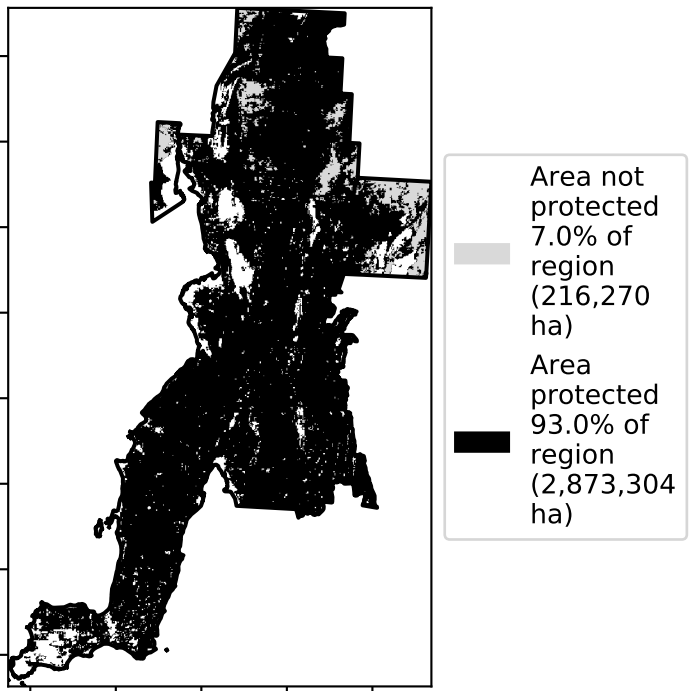 Area not
protected
7.0% of
region
(216,270
ha)
Area
protected
93.0% of
region
(2,873,304
ha)